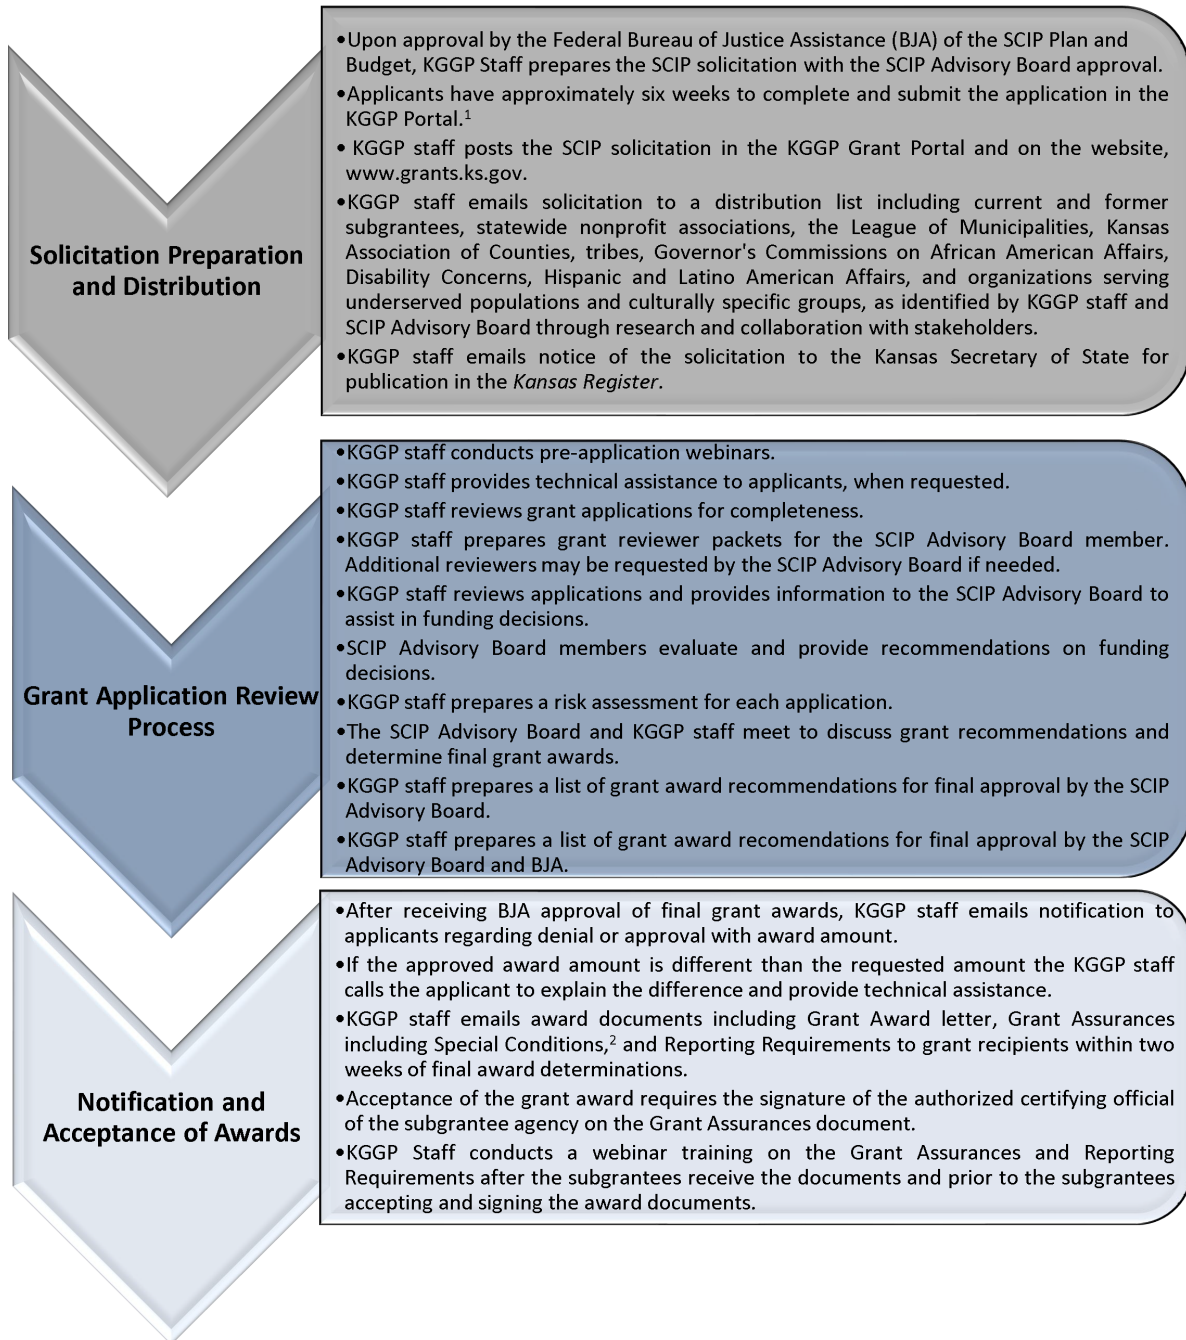 •Upon approval by the Federal Bureau of Justice Assistance (BJA) of the SCIP Plan and
Budget, KGGP Staff prepares the SCIP solicitation with the SCIP Advisory Board approval.
•Applicants have approximately six weeks to complete and submit the application in the
KGGP Portal.¹
• KGGP staff posts the SCIP solicitation in the KGGP Grant Portal and on the website,
www.grants.ks.gov.
•KGGP staff emails solicitation to a distribution list including current and former
subgrantees, statewide nonprofit associations, the League of Municipalities, Kansas
Association of Counties, tribes, Governor's Commissions on African American Affairs,
Disability Concerns, Hispanic and Latino American Affairs, and organizations serving
underserved populations and culturally specific groups, as identified by KGGP staff and
SCIP Advisory Board through research and collaboration with stakeholders.
•KGGP staff emails notice of the solicitation to the Kansas Secretary of State for
publication in the Kansas Register.
Solicitation Preparation
and Distribution
•KGGP staff conducts pre-application webinars.
•KGGP staff provides technical assistance to applicants, when requested.
•KGGP staff reviews grant applications for completeness.
•KGGP staff prepares grant reviewer packets for the SCIP Advisory Board member.
Additional reviewers may be requested by the SCIP Advisory Board if needed.
•KGGP staff reviews applications and provides information to the SCIP Advisory Board to
assist in funding decisions.
•SCIP Advisory Board members evaluate and provide recommendations on funding
decisions.
•KGGP staff prepares a risk assessment for each application.
•The SCIP Advisory Board and KGGP staff meet to discuss grant recommendations and
determine final grant awards.
•KGGP staff prepares a list of grant award recommendations for final approval by the SCIP
Advisory Board.
•KGGP staff prepares a list of grant award recomendations for final approval by the SCIP
Advisory Board and BJA.
Grant Application Review
Process
•After receiving BJA approval of final grant awards, KGGP staff emails notification to
applicants regarding denial or approval with award amount.
•If the approved award amount is different than the requested amount the KGGP staff
calls the applicant to explain the difference and provide technical assistance.
•KGGP staff emails award documents including Grant Award letter, Grant Assurances
including Special Conditions,² and Reporting Requirements to grant recipients within two
weeks of final award determinations.
•Acceptance of the grant award requires the signature of the authorized certifying official
of the subgrantee agency on the Grant Assurances document.
•KGGP Staff conducts a webinar training on the Grant Assurances and Reporting
Requirements after the subgrantees receive the documents and prior to the subgrantees
accepting and signing the award documents.
Notification and
Acceptance of Awards